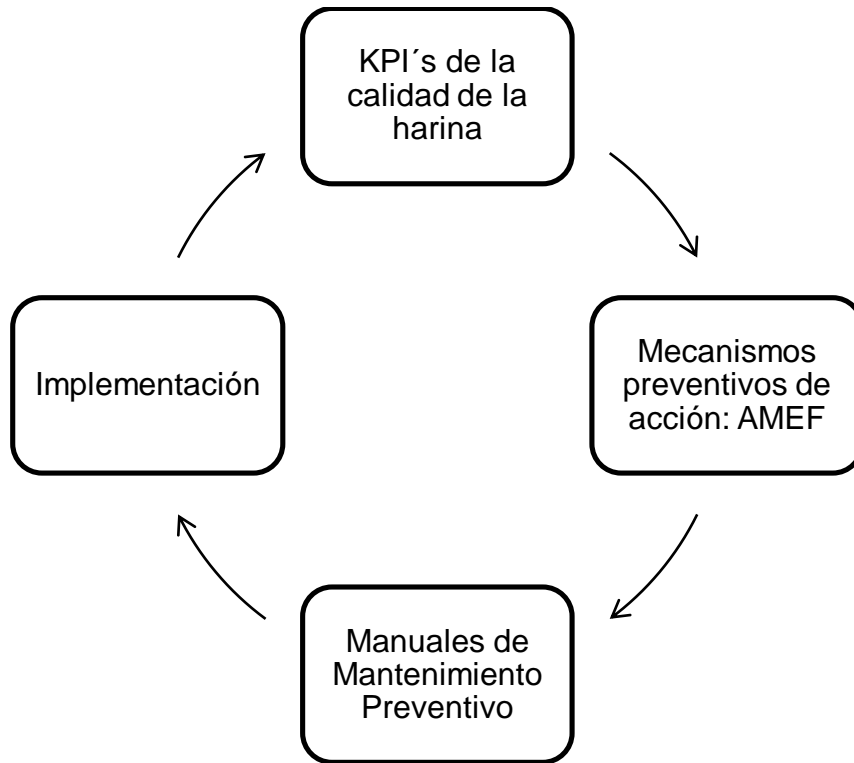 KPI´s de la
calidad de la
harina
Mecanismos
preventivos de
acción: AMEF
Manuales de
Mantenimiento
Preventivo
Implementación